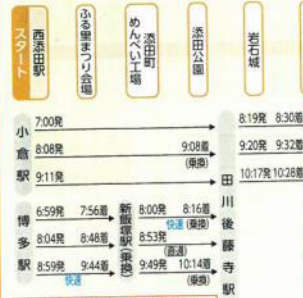 スタート
西添田駅
ふる里まつり会場
添田町
めんべい工場
添田公園
岩石城
小倉駅
7:00発
8:19発 8:30着
8:08発 9:08着
(乗換)
9:20発 9:32着
9:11発
10:17発 10:28着
博多駅
6:59発 7:56着
8:04発 8:48着
8:59発 9:44着
快速
新飯塚駅(乗換)
8:00発 8:16着
快速 (乗換)
8:53発
(直通)
9:49発 10:14着
(乗換)
田川後藤寺駅